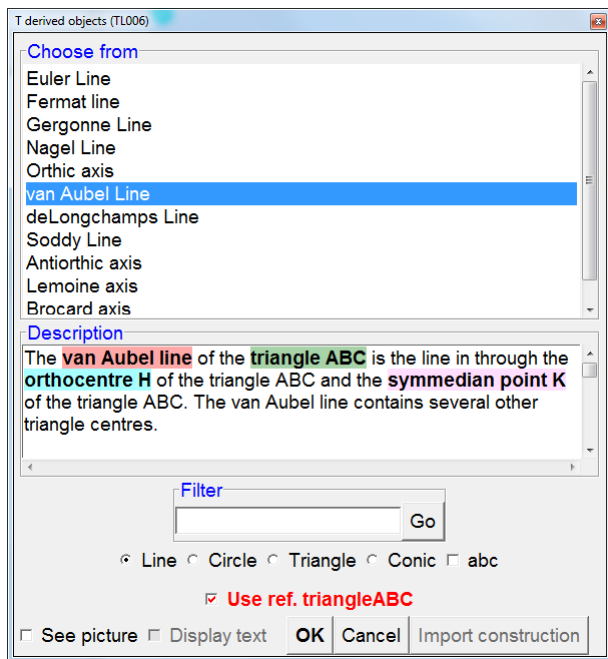 T derived objects (TL006)
Choose from
Euler Line
Fermat line
Gergonne Line
Nagel Line
Orthic axis
van Aubel Line
deLongchamps Line
Soddy Line
Antiorthic axis
Lemoine axis
Brocard axis
Description
The van Aubel line of the triangle ABC is the line in through the
orthocentre H of the triangle ABC and the symmedian point K
of the triangle ABC. The van Aubel line contains several other
triangle centres.
Filter
Go
Line Circle Triangle Conic abc
Use ref. triangleABC
See picture Display text OK Cancel Import construction